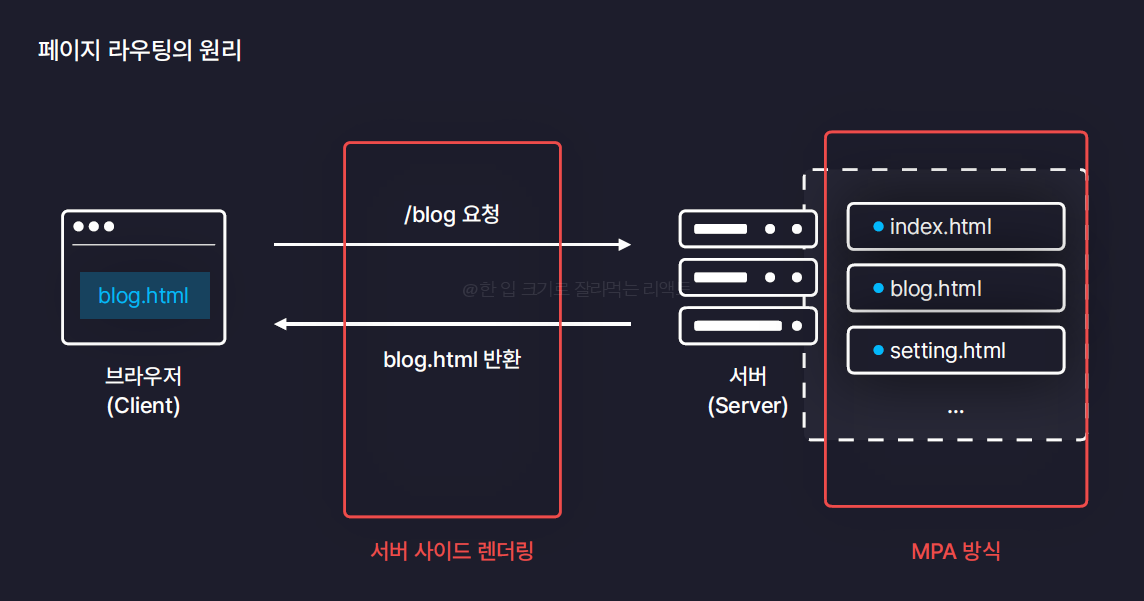 페이지 라우팅의 원리
/blog 요청
blog.html
@한 입 크기로 잘라먹는 리액트
blog.html 반환
브라우저
(Client)
서버
(Server)
index.html
blog.html
setting.html
...
서버 사이드 렌더링
MPA 방식